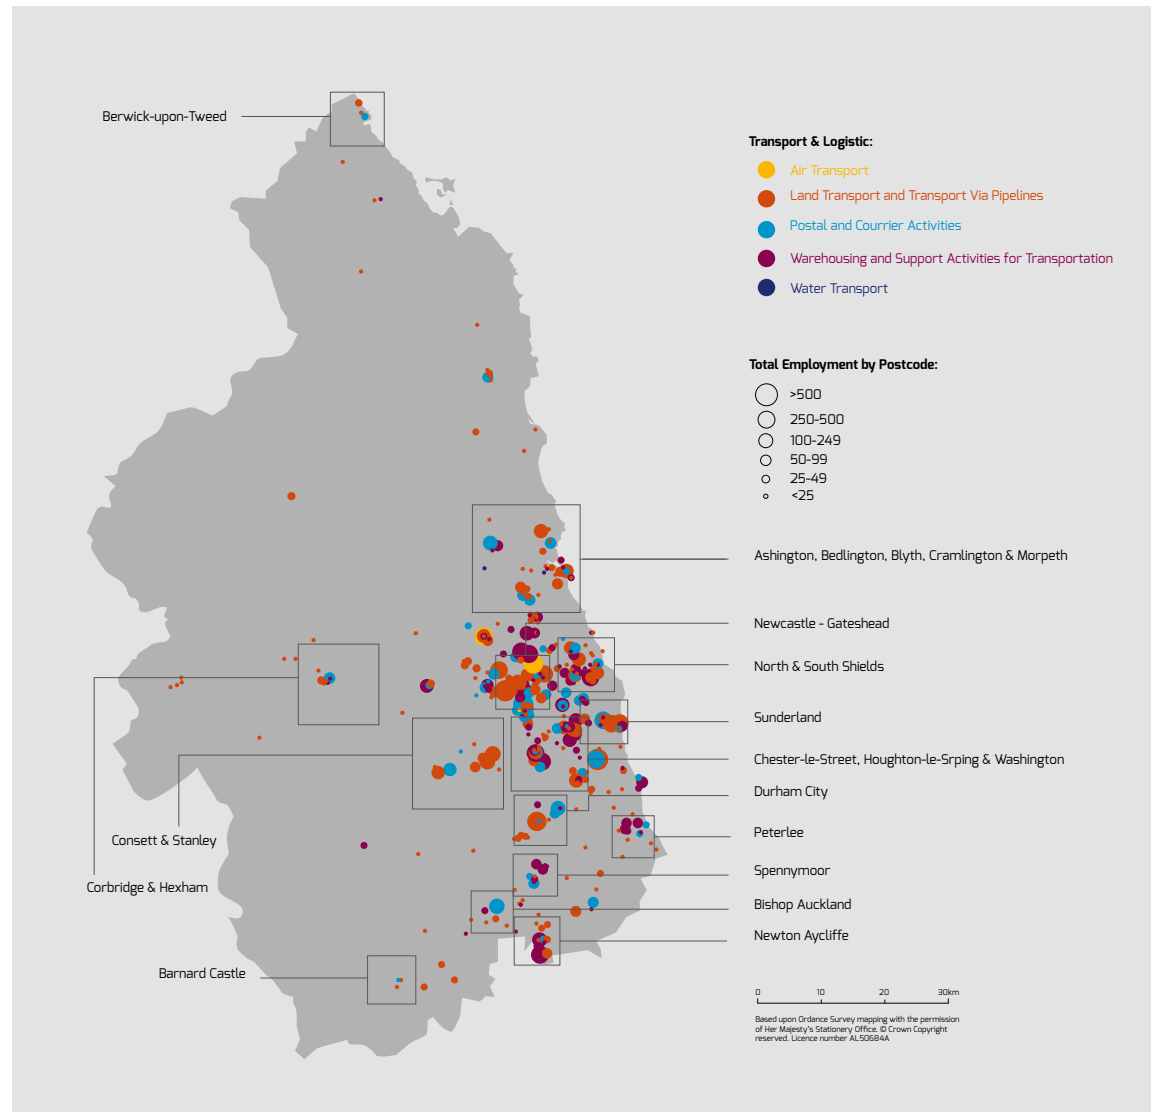 Berwick-upon-Tweed
Transport & Logistic:
Air Transport
Land Transport and Transport Via Pipelines
Postal and Courrier Activities
Warehousing and Support Activities for Transportation
Water Transport
Total Employment by Postcode:
>500
250-500
100-249
50-99
25-49
<25
Ashington, Bedlington, Blyth, Cramlington & Morpeth
Newcastle - Gateshead
North & South Shields
Sunderland
Chester-le-Street, Houghton-le-Srping & Washington
Durham City
Peterlee
Consett & Stanley
Spennymoor
Corbridge & Hexham
Bishop Auckland
Newton Aycliffe
Barnard Castle
0 10 20 30km
Based upon Ordance Survey mapping with the permission
of Her Majesty's Stationery Office. © Crown Copyright
reserved. Licence number AL50684A